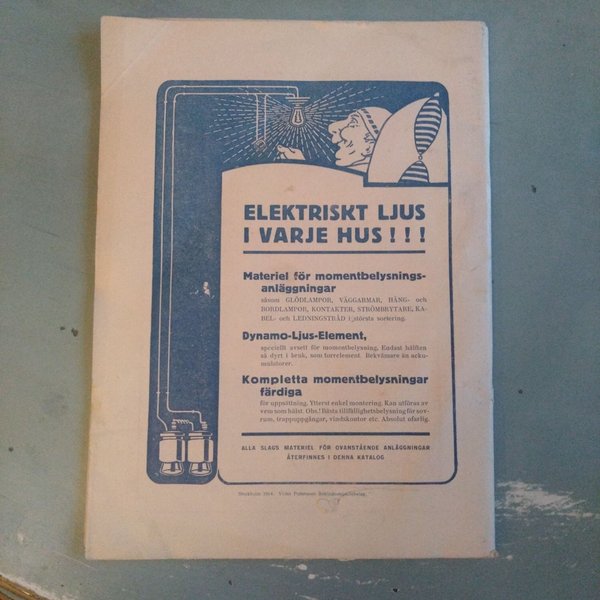 ELEKTRISKT LJUS
I VARJE HUS!!!
Materiel för momentbelysnings-
anläggningar
såsom GLÖDLAMPOR, VÄGGARMAR, HÄNG- och
BORDLAMPOR, KONTAKTER, STRÖMBRYTARE, KA-
BEL- och LEDNINGSTRÅD i största sortering.
Dynamo-Ljus-Element,
speciellt avsett för momentbelysning. Endast hälften
så dyrt i bruk, som torrelement. Bekvämare än acku-
mulatorer.
Kompletta momentbelysningar
färdiga
för uppsättning. Ytterst enkel montering. Kan utföras av
vem som hälst. Obs.! Bästa tillfällighetsbelysning för sov-
rum, trappuppgångar, vindskontor etc. Absolut ofarlig.
ALLA SLAGS MATERIEL FÖR OVANSTÅENDE ANLÄGGNINGAR
ÅTERFINNES I DENNA KATALOG
Stockholm 1914. Victor Pettersons Bokindustriaktiebolag.